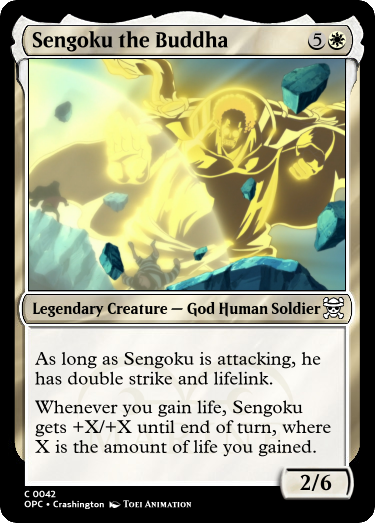 Sengoku the Buddha 5
Legendary Creature — God Human Soldier
As long as Sengoku is attacking, he
has double strike and lifelink.
Whenever you gain life, Sengoku
gets +X/+X until end of turn, where
X is the amount of life you gained.
2/6
C 0042
OPC • Crashington TOEI ANIMATION